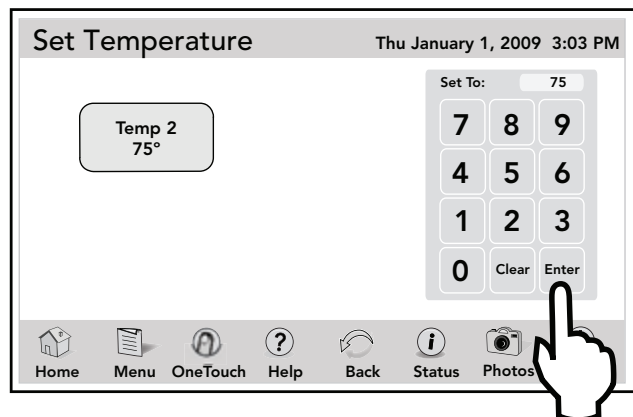 Set Temperature
Thu January 1, 2009 3:03 PM
Set To: 75
Temp 2
75°
7 8 9
4 5 6
1 2 3
0 Clear Enter
?
i
Home Menu OneTouch Help Back Status Photos